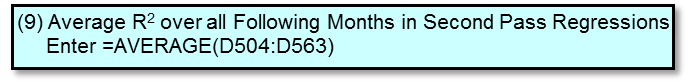 (9) Average R² over all Following Months in Second Pass Regressions
Enter =AVERAGE(D504:D563)